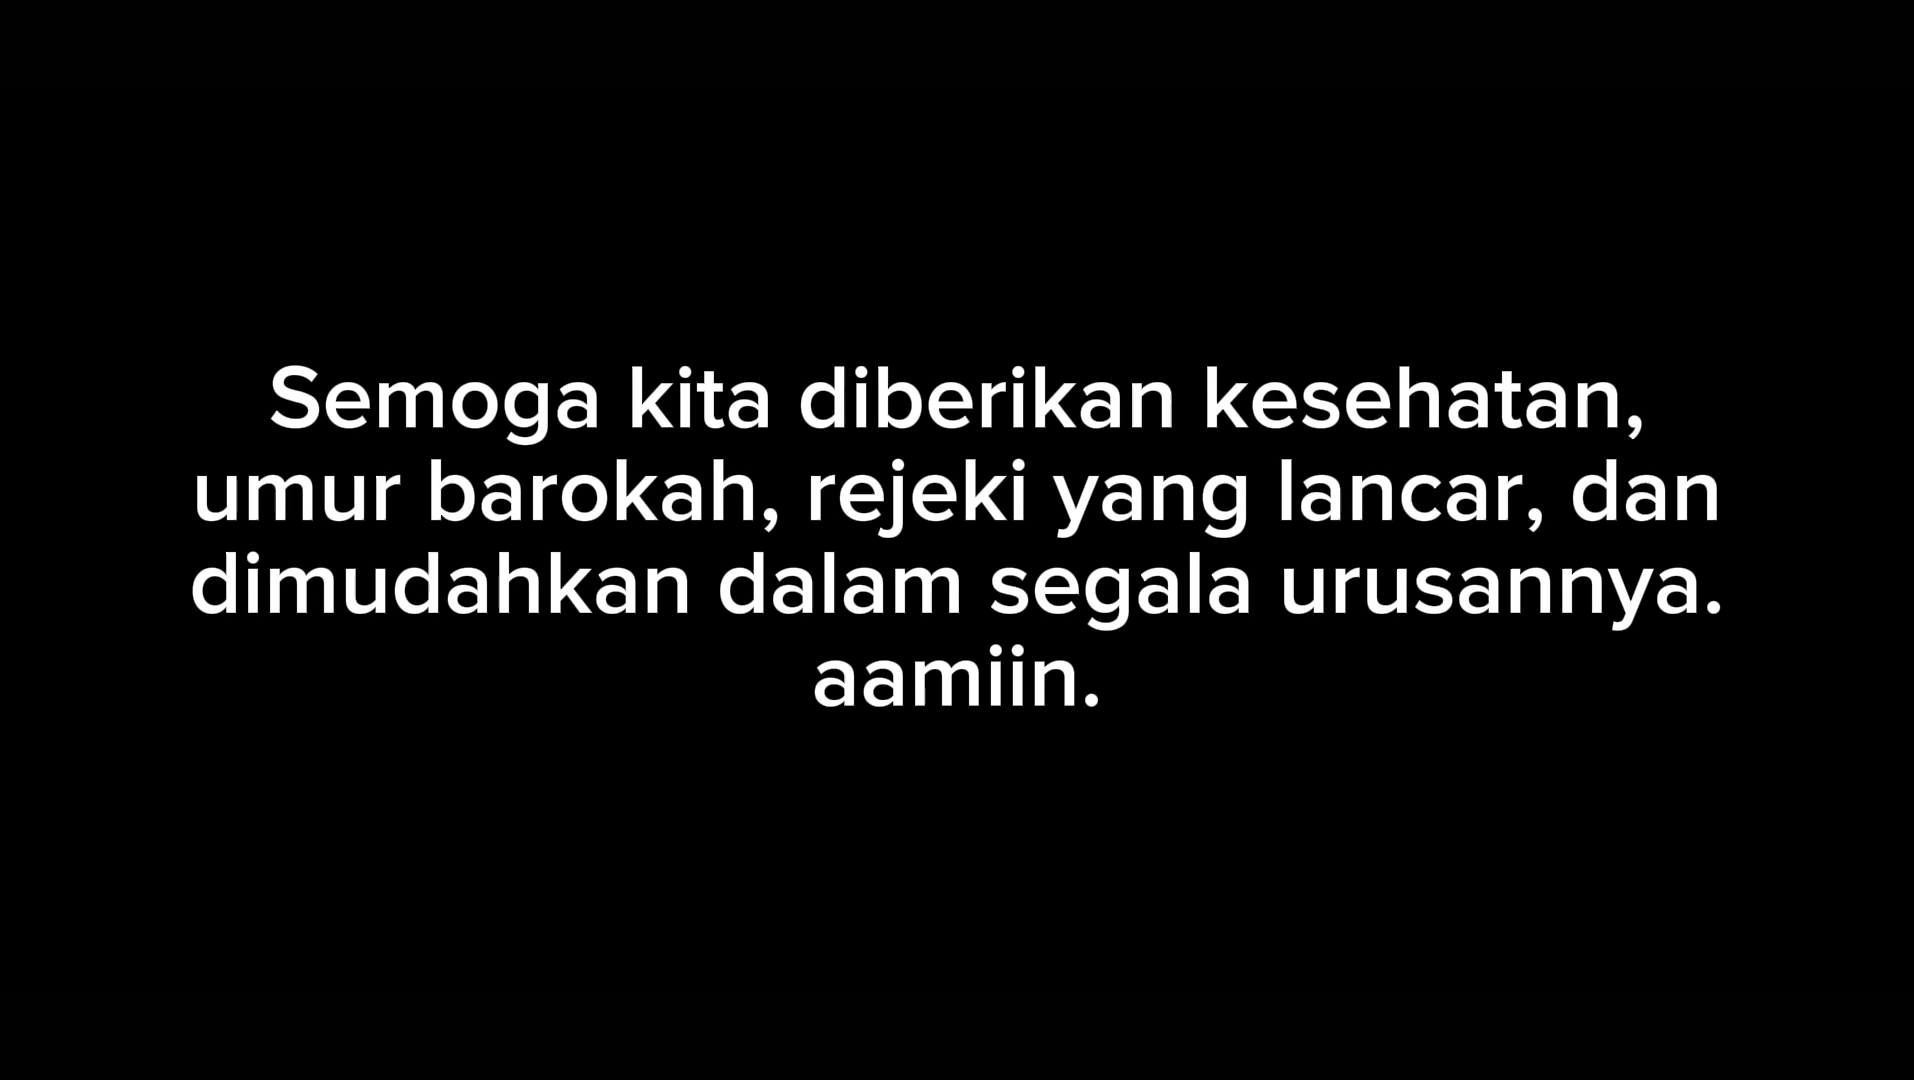 Semoga kita diberikan kesehatan,
umur barokah, rejeki yang lancar, dan
dimudahkan dalam segala urusannya.
aamiin.